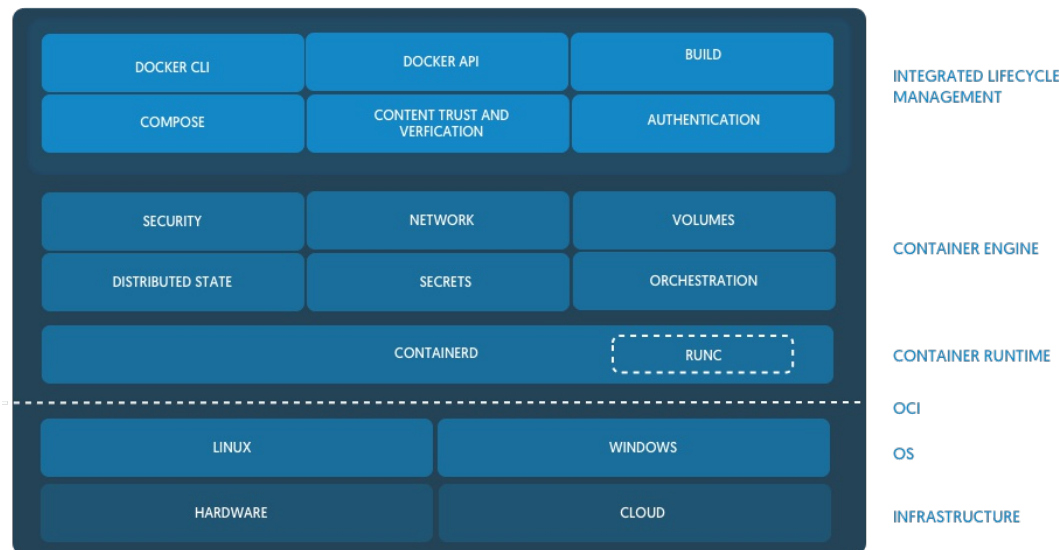 DOCKER CLI
DOCKER API
BUILD
INTEGRATED LIFECYCLE
MANAGEMENT
COMPOSE
CONTENT TRUST AND
VERFICATION
AUTHENTICATION
SECURITY
NETWORK
VOLUMES
CONTAINER ENGINE
DISTRIBUTED STATE
SECRETS
ORCHESTRATION
CONTAINERD
RUNC
CONTAINER RUNTIME
OCI
LINUX
WINDOWS
OS
HARDWARE
CLOUD
INFRASTRUCTURE